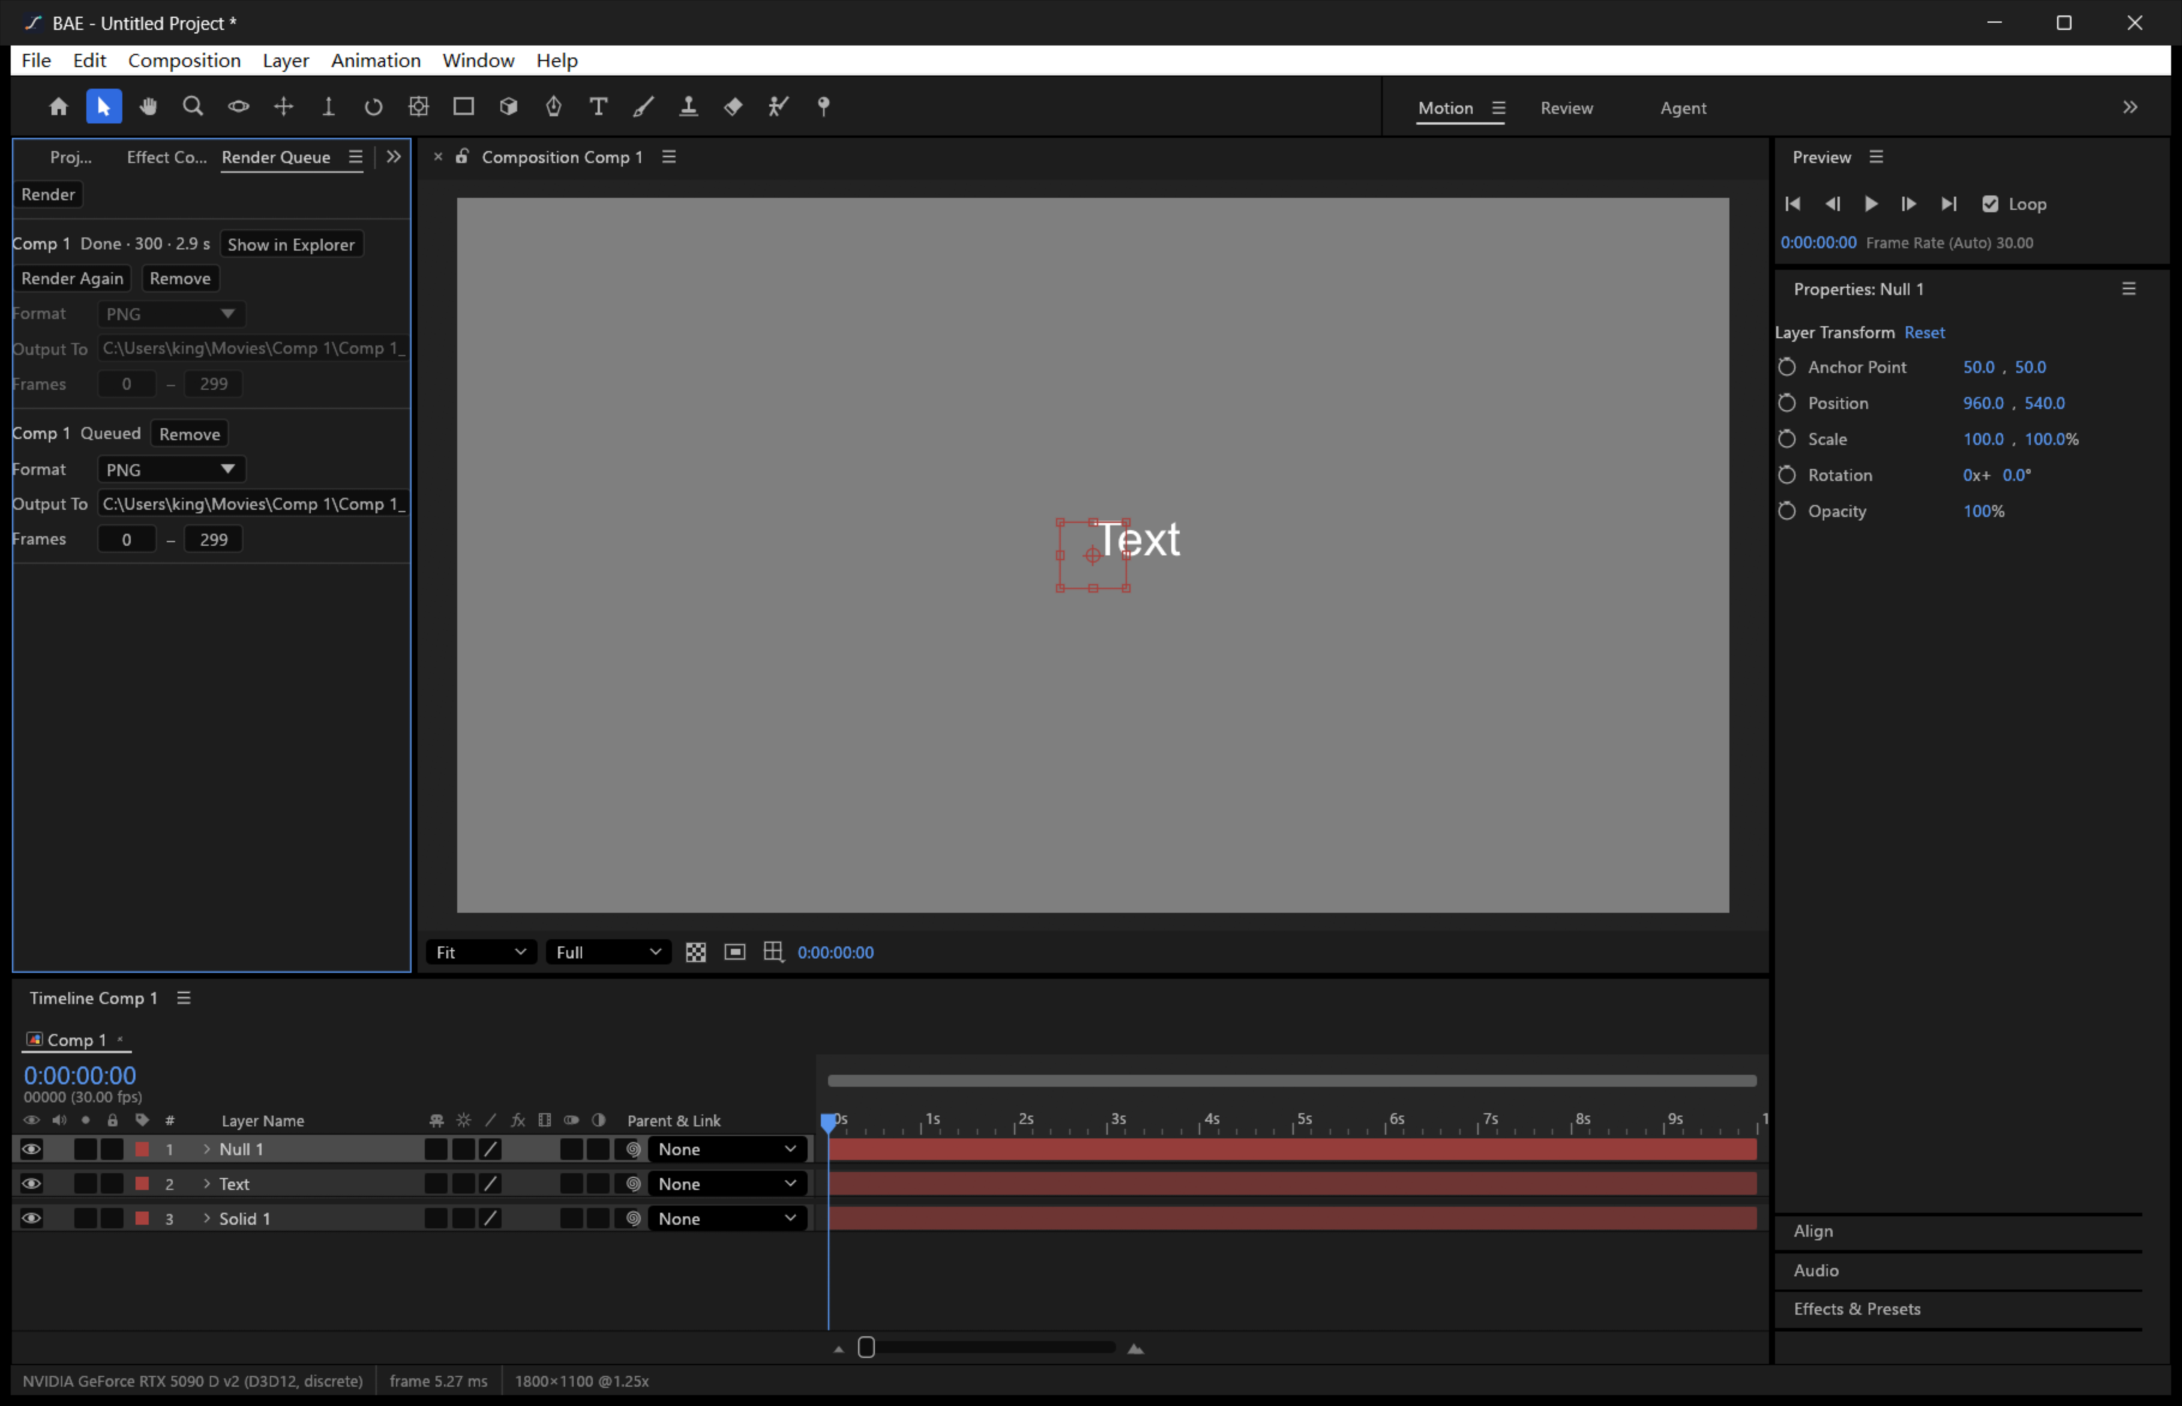 BAE - Untitled Project *
File Edit Composition Layer Animation Window Help
Motion Review Agent
Proj... Effect Co... Render Queue
Render
Comp 1 Done · 300 · 2.9 s Show in Explorer
Render Again Remove
Format PNG
Output To C:\Users\king\Movies\Comp 1\Comp 1_
Frames 0 – 299
Comp 1 Queued Remove
Format PNG
Output To C:\Users\king\Movies\Comp 1\Comp 1_
Frames 0 – 299
Composition Comp 1
Text
Fit Full 0:00:00:00
Preview
Loop
0:00:00:00 Frame Rate (Auto) 30.00
Properties: Null 1
Layer Transform Reset
Anchor Point 50.0 , 50.0
Position 960.0 , 540.0
Scale 100.0 , 100.0%
Rotation 0x+ 0.0°
Opacity 100%
Align
Audio
Effects & Presets
Timeline Comp 1
Comp 1
0:00:00:00
00000 (30.00 fps)
# Layer Name fx Parent & Link 0s 1s 2s 3s 4s 5s 6s 7s 8s 9s 1
1 Null 1 None
2 Text None
3 Solid 1 None
NVIDIA GeForce RTX 5090 D v2 (D3D12, discrete) frame 5.27 ms 1800×1100 @1.25x